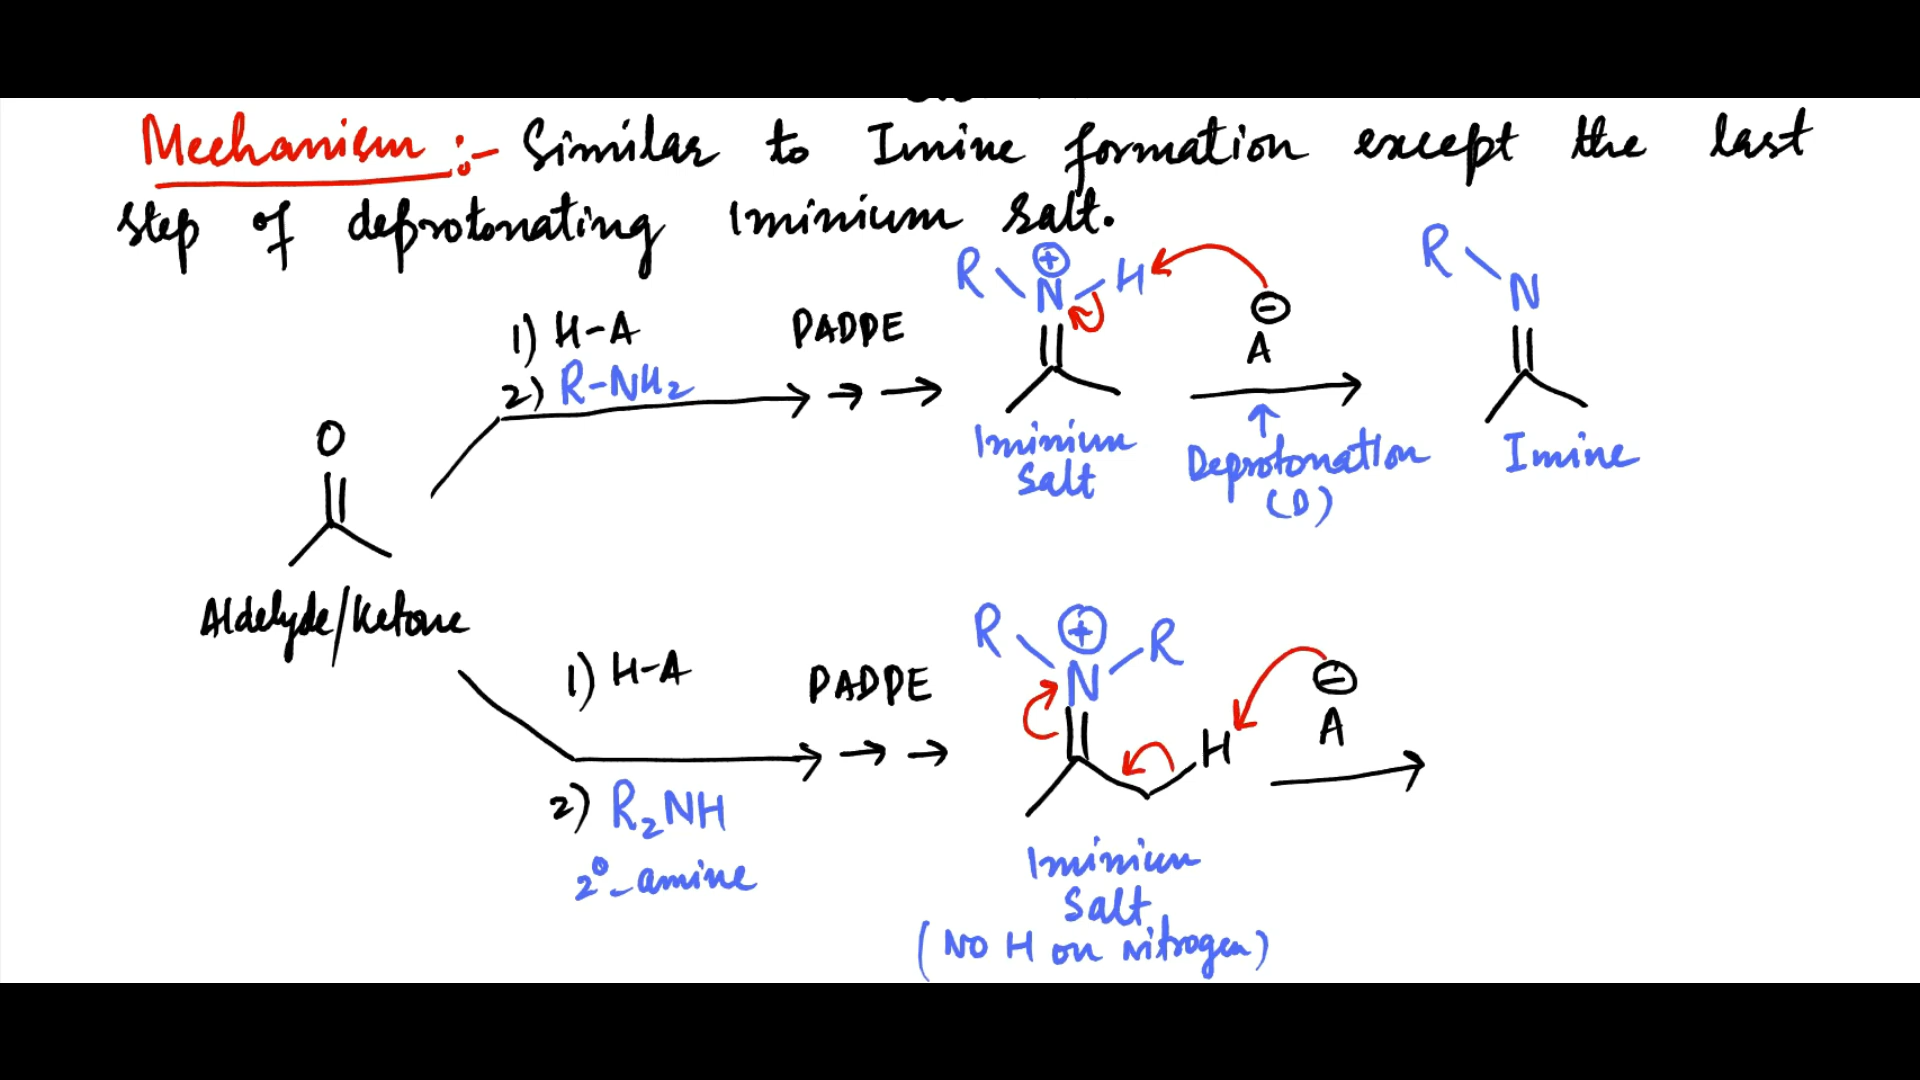 Mechanism :- Similar to Imine formation except the last
step of deprotonating Iminium salt.
R N ⊕ H
⊖
A
R
N
1) H-A
2) R-NH2
PADPE
Iminium
Salt
Deprotonation
(D)
Imine
O
Aldelyde/Ketone
1) H-A
2) R2NH
2°-amine
PADPE
R ⊕ R
N
H
⊖
A
Iminium
Salt
(NO H on nitrogen)